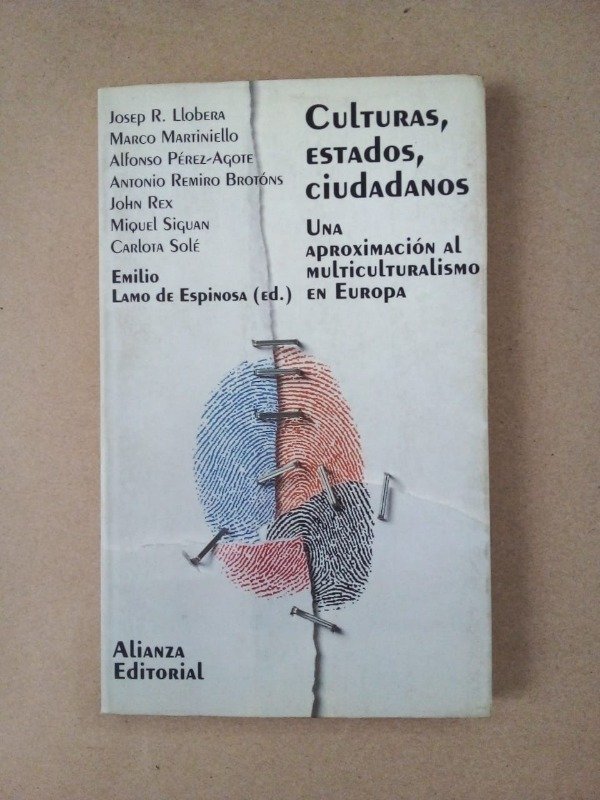 Josep R. Llobera
Marco Martiniello
Alfonso Pérez-Agote
Antonio Remiro Brotóns
John Rex
Miquel Siguan
Carlota Solé
Emilio
Lamo de Espinosa (ed.)
Culturas,
estados,
ciudadanos
Una
aproximación al
multiculturalismo
en Europa
Alianza
Editorial